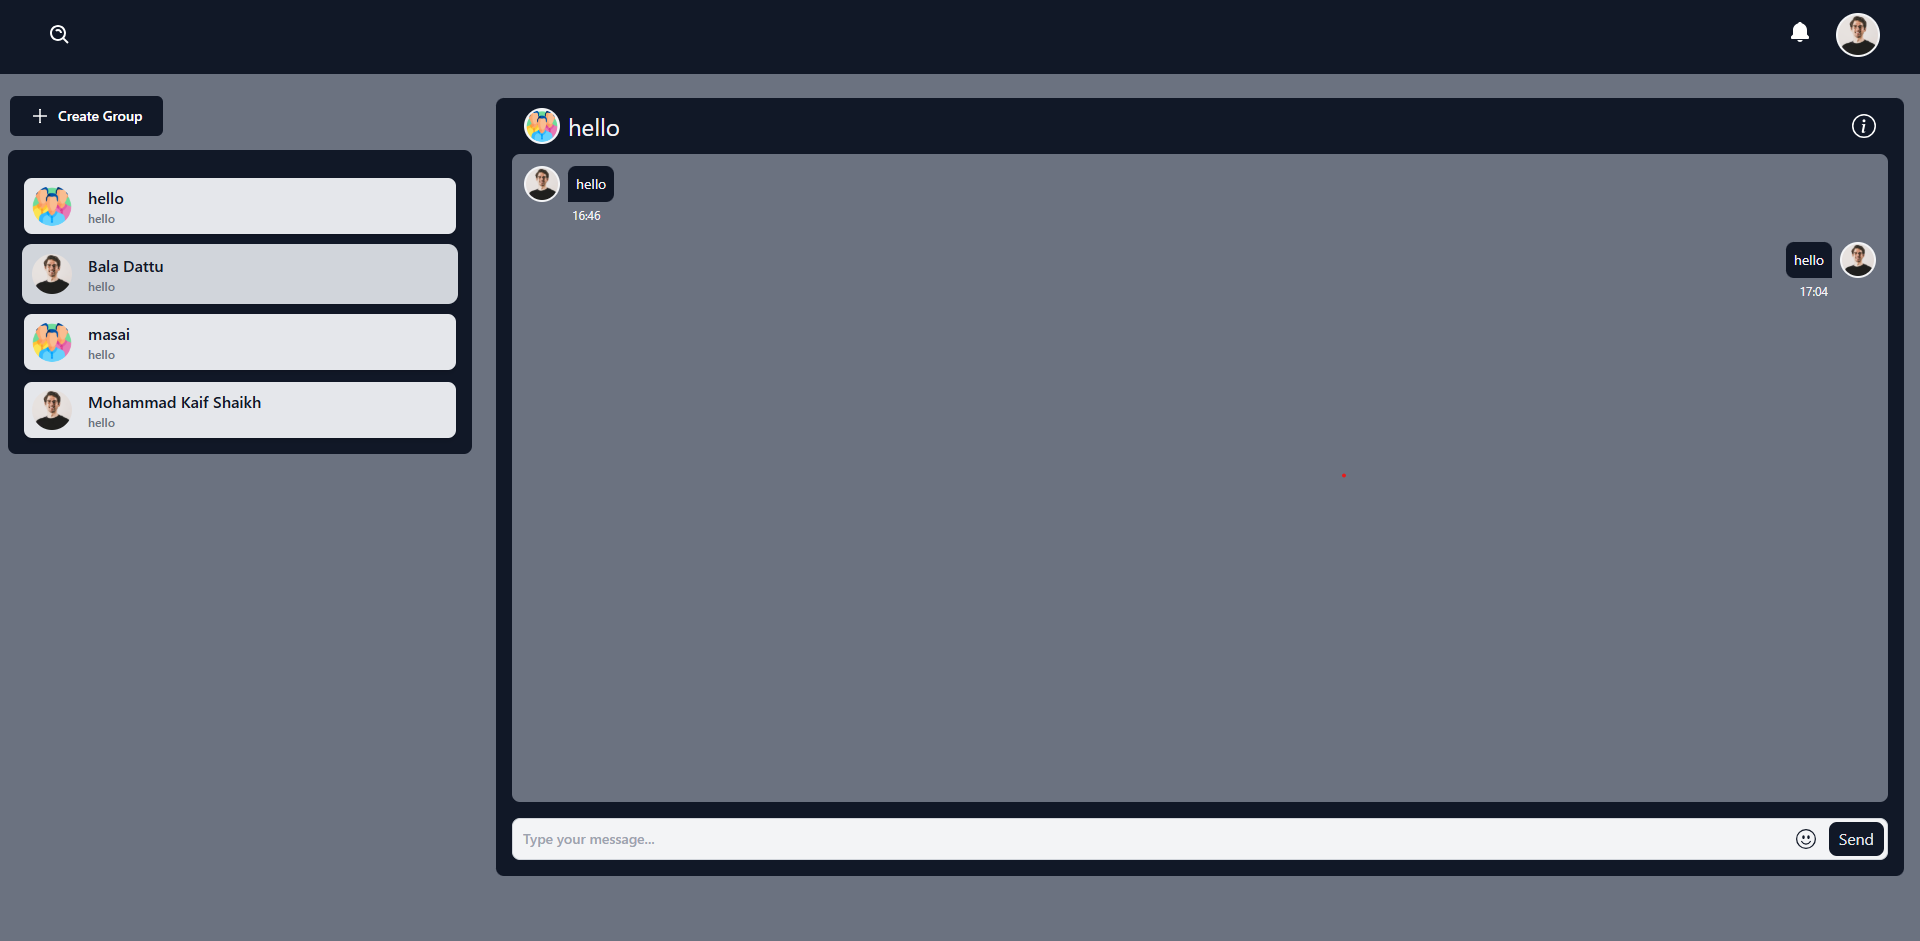 Create Group
hello
hello
Bala Dattu
hello
masai
hello
Mohammad Kaif Shaikh
hello
hello
hello
16:46
hello
17:04
Type your message...
Send